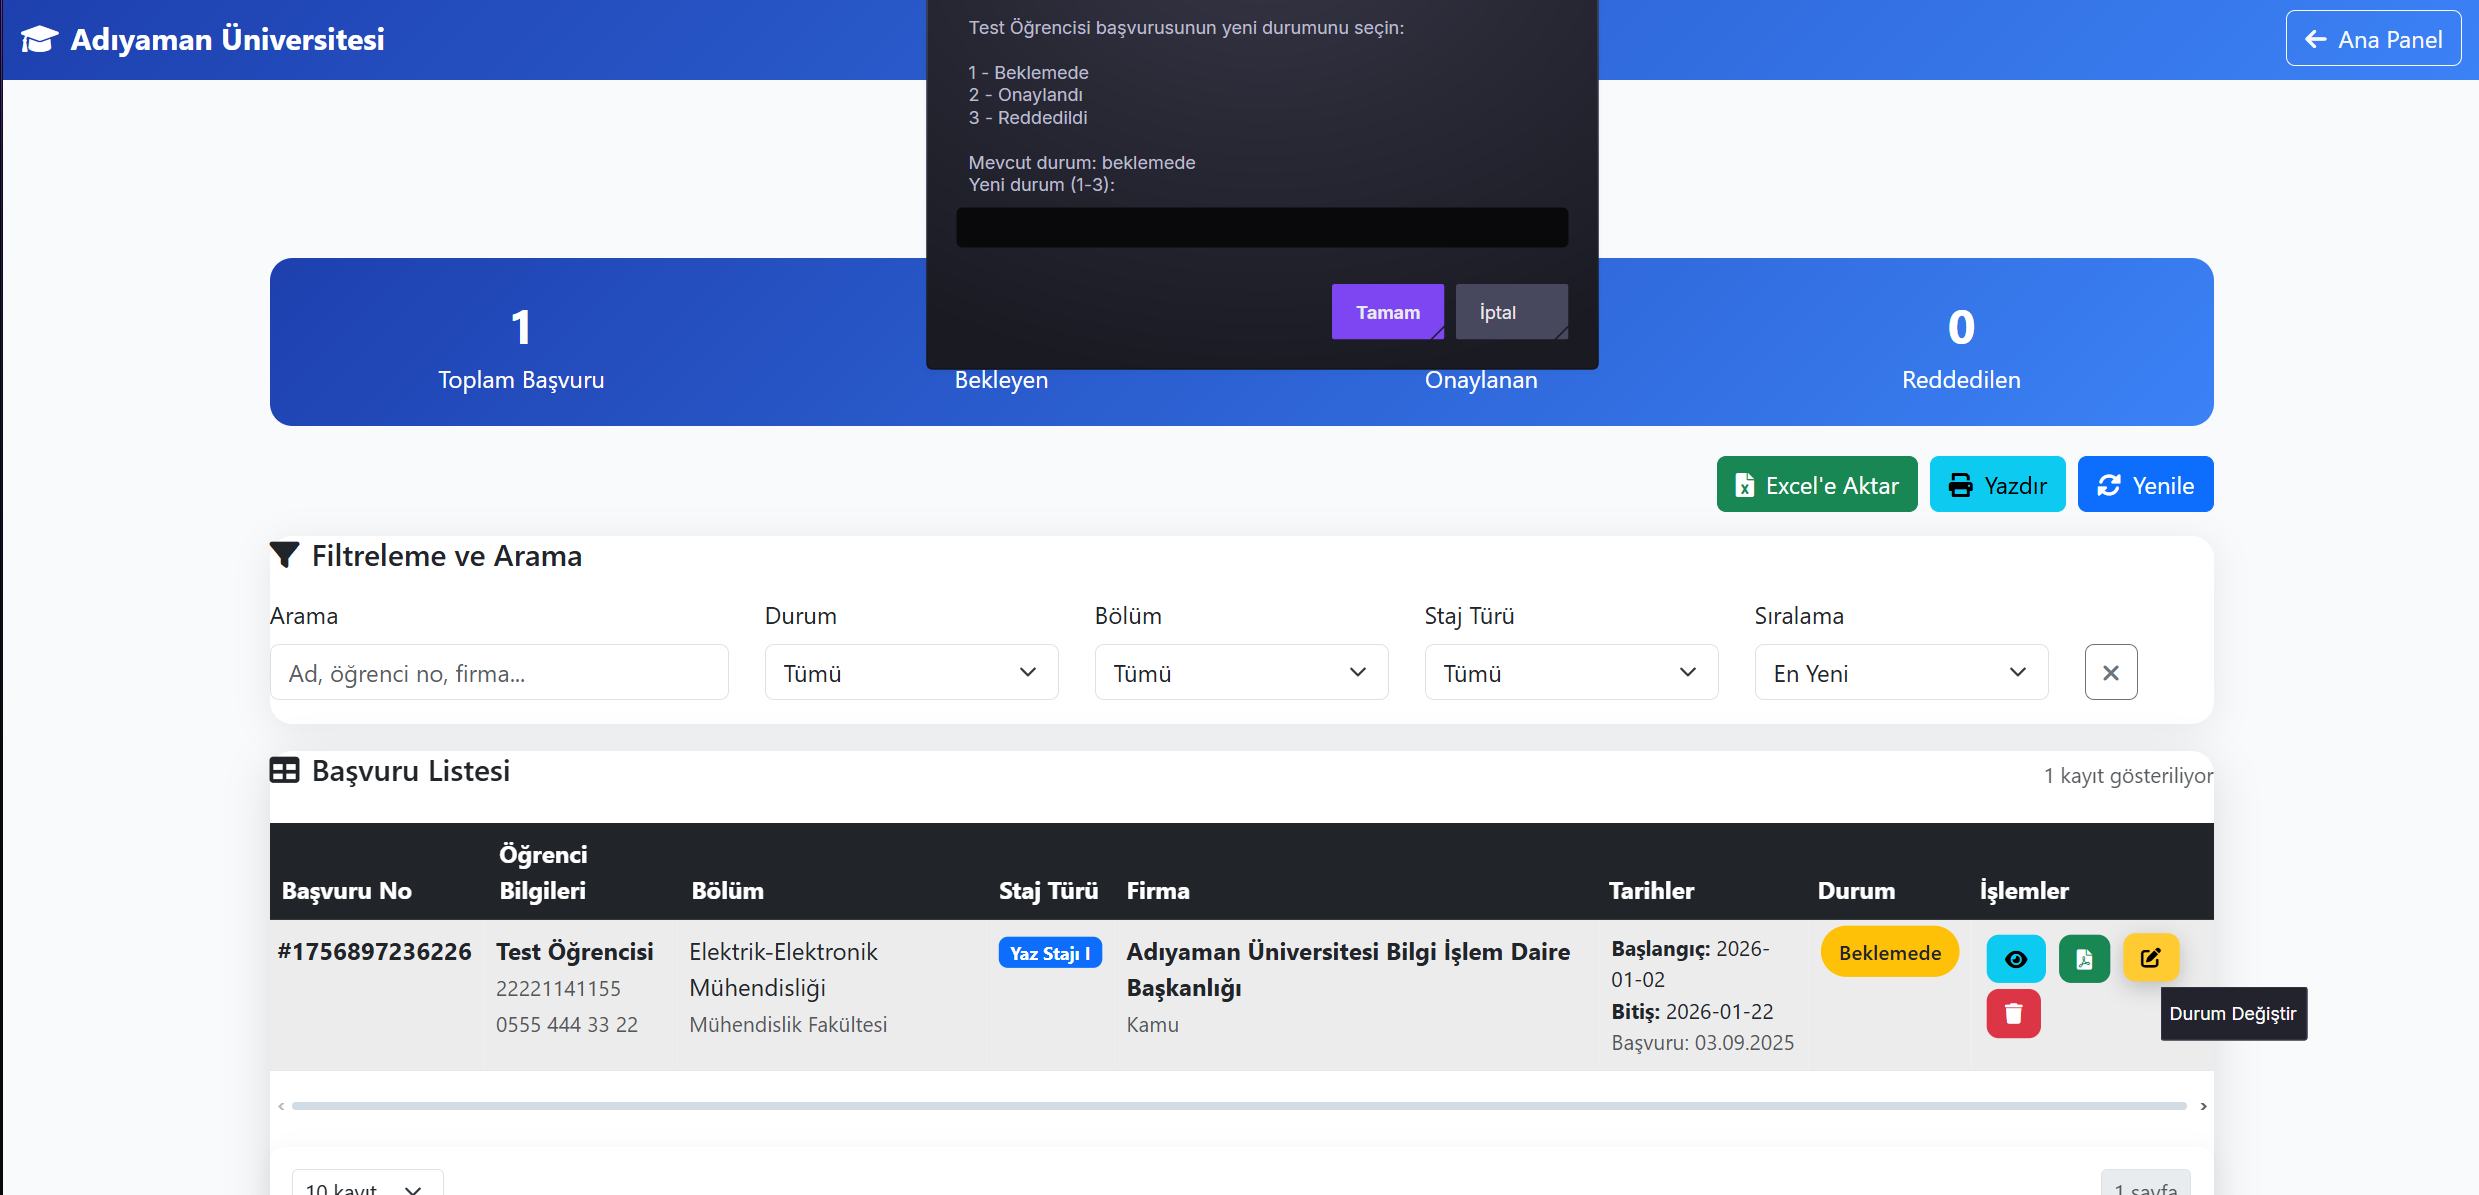 Adıyaman Üniversitesi
Ana Panel
Test Öğrencisi başvurusunun yeni durumunu seçin:
1 - Beklemede
2 - Onaylandı
3 - Reddedildi
Mevcut durum: beklemede
Yeni durum (1-3):
Tamam
İptal
1
0
Toplam Başvuru
Bekleyen
Onaylanan
Reddedilen
Excel'e Aktar
Yazdır
Yenile
Filtreleme ve Arama
Arama
Durum
Bölüm
Staj Türü
Sıralama
Ad, öğrenci no, firma...
Tümü
Tümü
Tümü
En Yeni
Başvuru Listesi
1 kayıt gösteriliyor
Başvuru No
Öğrenci
Bilgileri
Bölüm
Staj Türü
Firma
Tarihler
Durum
İşlemler
#1756897236226
Test Öğrencisi
22221141155
0555 444 33 22
Elektrik-Elektronik
Mühendisliği
Mühendislik Fakültesi
Yaz Stajı I
Adıyaman Üniversitesi Bilgi İşlem Daire
Başkanlığı
Kamu
Başlangıç: 2026-
01-02
Bitiş: 2026-01-22
Başvuru: 03.09.2025
Beklemede
Durum Değiştir
10 kayıt
1 sayfa